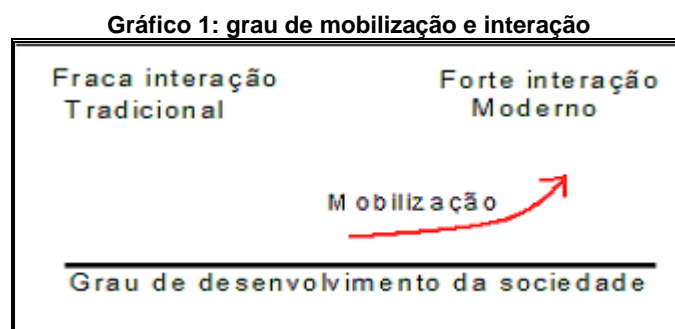 Gráfico 1: grau de mobilização e interação
Fraca interação
Tradicional
Forte interação
Moderno
Mobilização
Grau de desenvolvimento da sociedade